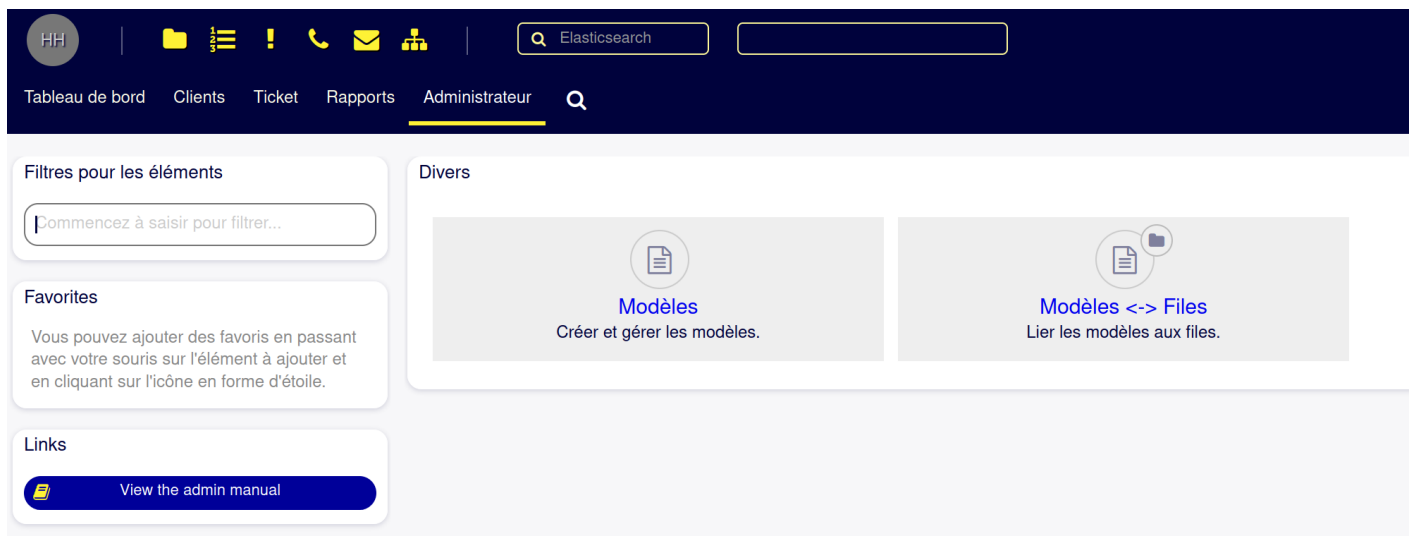 HH
Elasticsearch
Tableau de bord Clients Ticket Rapports Administrateur
Filtres pour les éléments
Commencez à saisir pour filtrer...
Favorites
Vous pouvez ajouter des favoris en passant
avec votre souris sur l'élément à ajouter et
en cliquant sur l'icône en forme d'étoile.
Links
View the admin manual
Divers
Modèles
Créer et gérer les modèles.
Modèles <-> Files
Lier les modèles aux files.